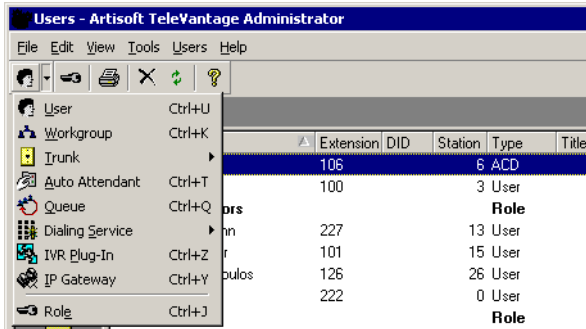 Users - Artisoft TeleVantage Administrator
File Edit View Tools Users Help
User Ctrl+U
Workgroup Ctrl+K
Extension DID Station Type Title
Trunk 106 6 ACD
Auto Attendant Ctrl+T 100 3 User
Queue Ctrl+Q ors Role
Dialing Service nn 227 13 User
IVR Plug-In Ctrl+Z r 101 15 User
IP Gateway Ctrl+Y oulos 126 26 User
222 0 User
Role Ctrl+J Role